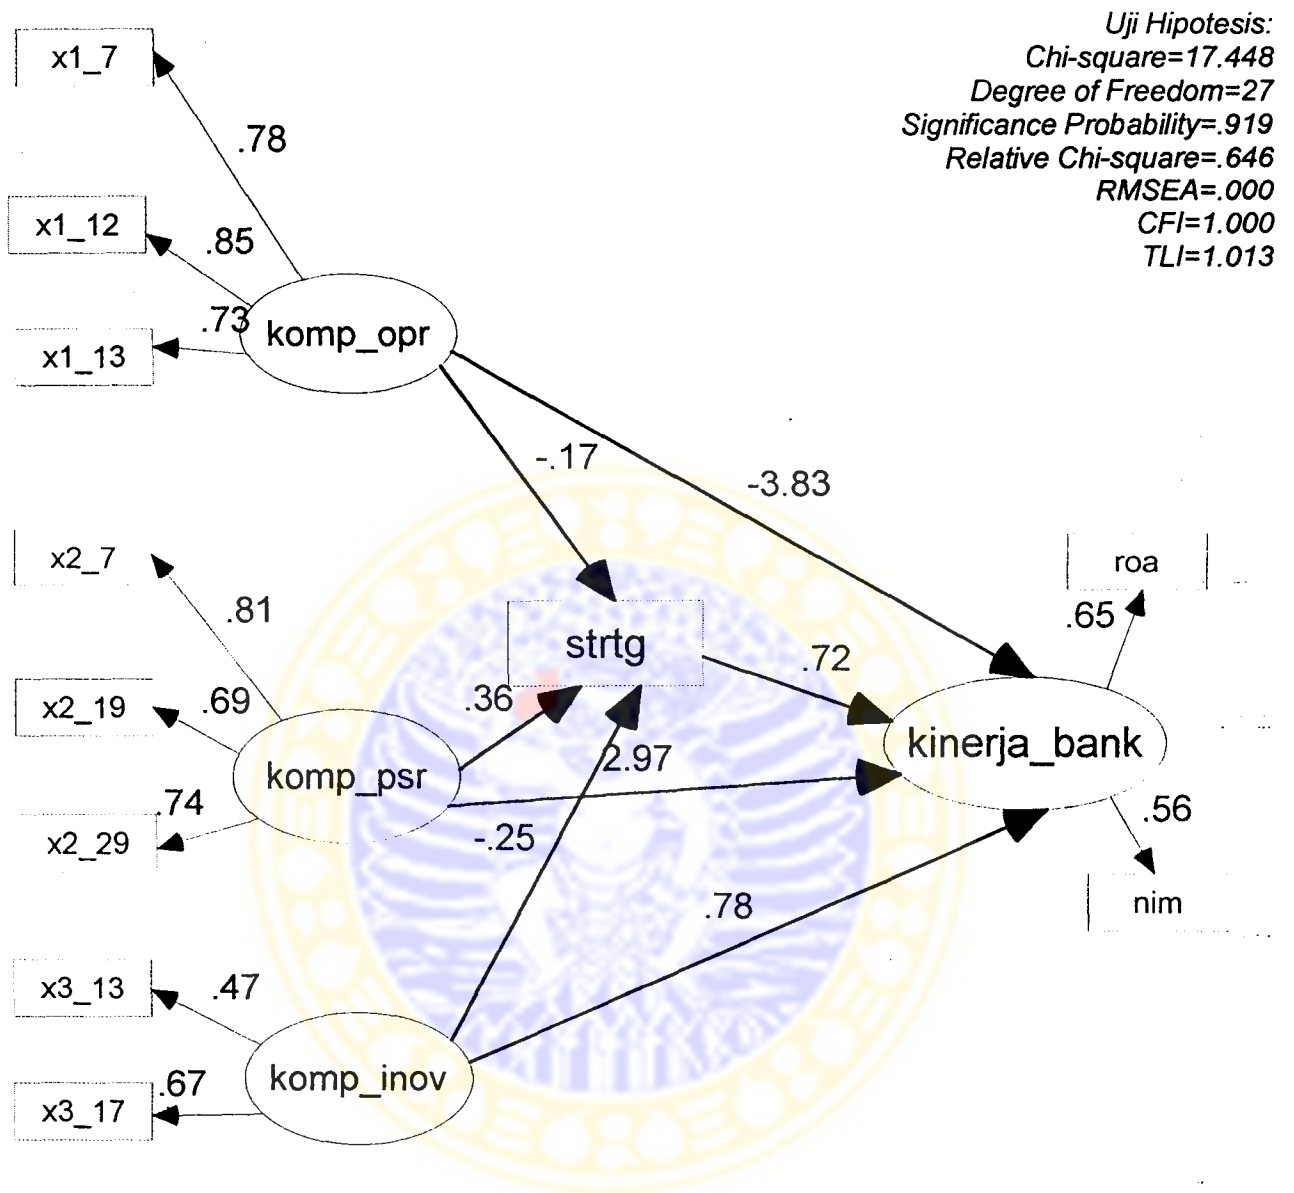 Uji Hipotesis:
Chi-square=17.448
Degree of Freedom=27
Significance Probability=.919
Relative Chi-square=.646
RMSEA=.000
CFI=1.000
TLI=1.013
x1_7
.78
x1_12
.85
.73
x1_13
komp_opr
-.17
-3.83
x2_7
.81
roa
.65
strtg
.72
.36
x2_19
.69
kinerja_bank
2.97
komp_psr
.74
x2_29
-.25
.56
.78
nim
x3_13
.47
komp_inov
.67
x3_17